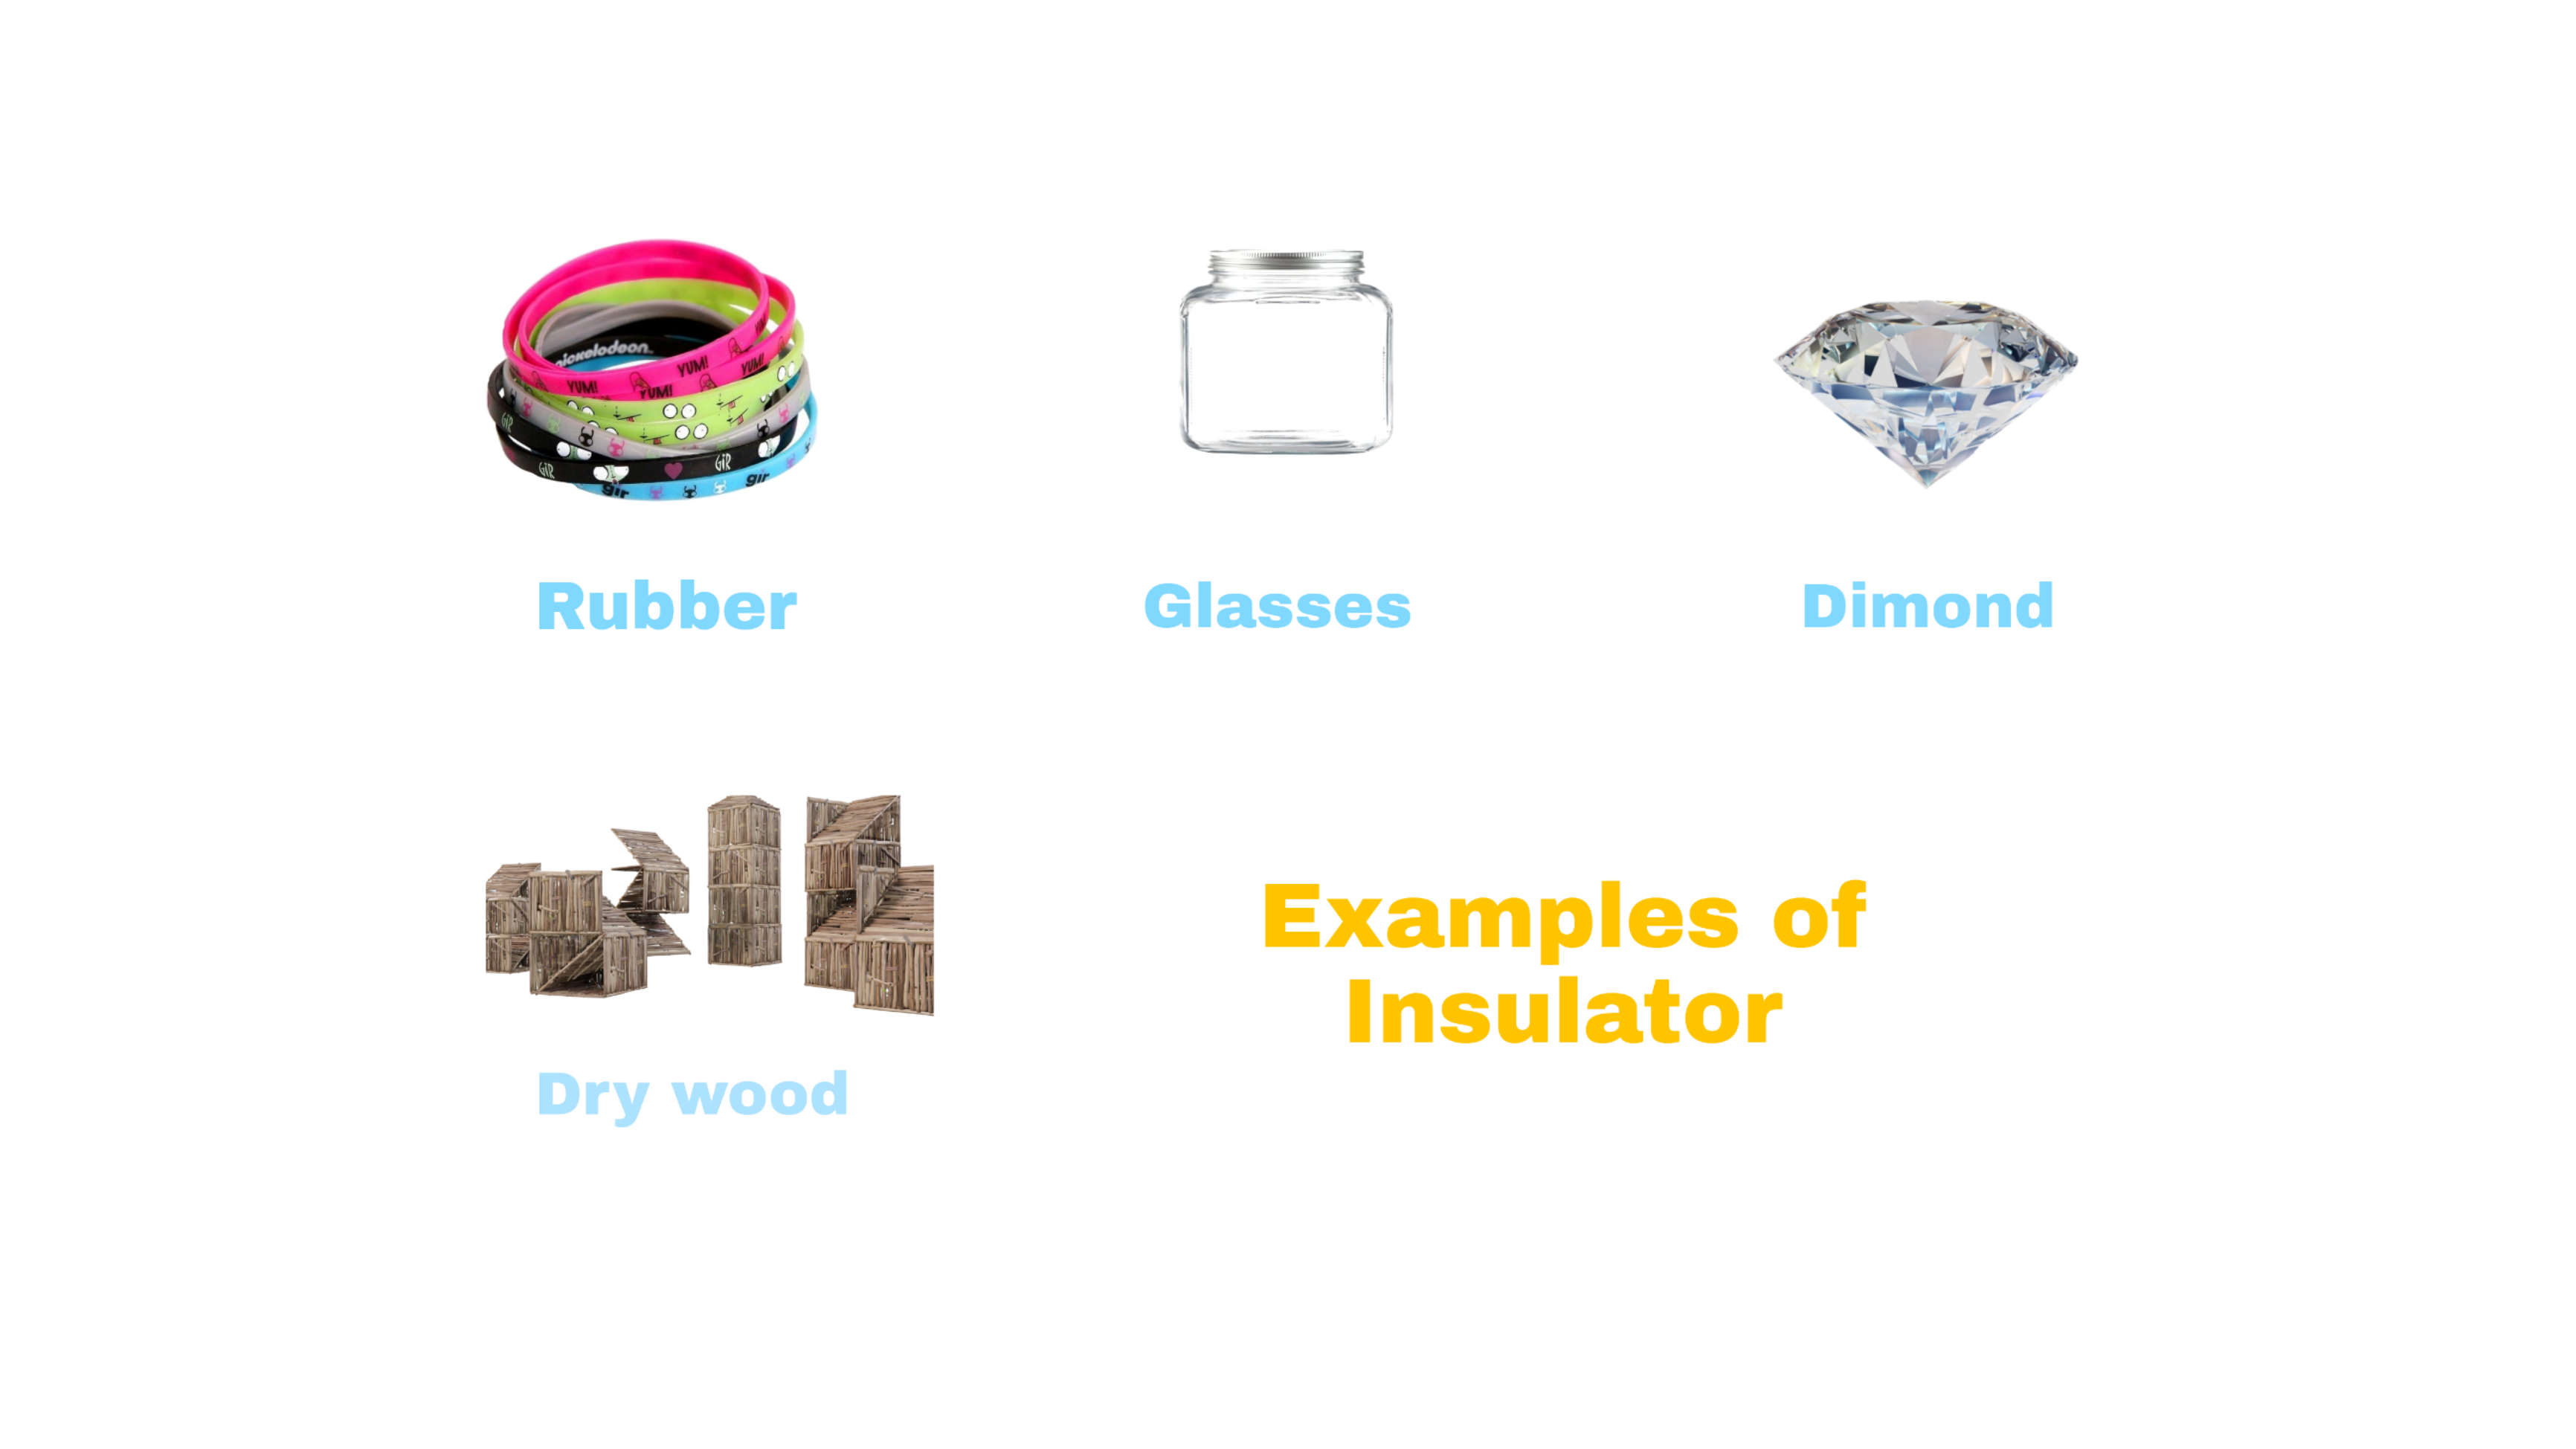 nickelodeon
YUM!
YUM!
YUM!
YUM!
GiR
GiR
GiR
gir
gir
Rubber
Glasses
Dimond
Examples of
Insulator
Dry wood